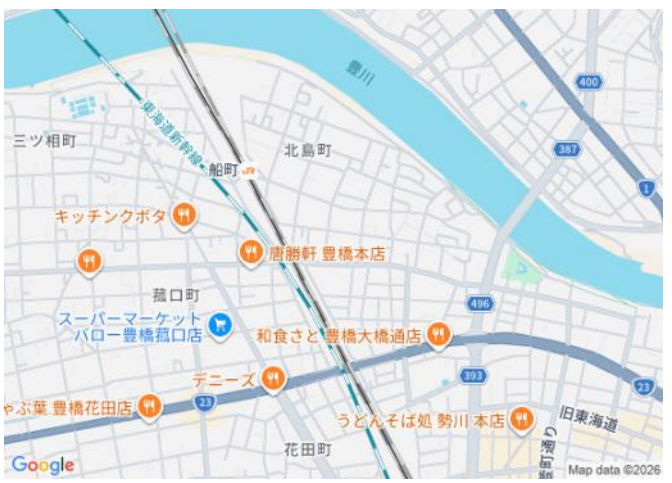 豊川
400
三ツ相町
東海道新幹線
北島町
387
船町
JR
1
キッチンクボタ
唐勝軒 豊橋本店
菰口町
496
スーパーマーケット
バロー豊橋菰口店
和食さと 豊橋大橋通店
デニーズ
393
23
ゃぶ葉 豊橋花田店
23
うどんそば処 勢川 本店
旧東海道
花田町
Google
Map data ©2026